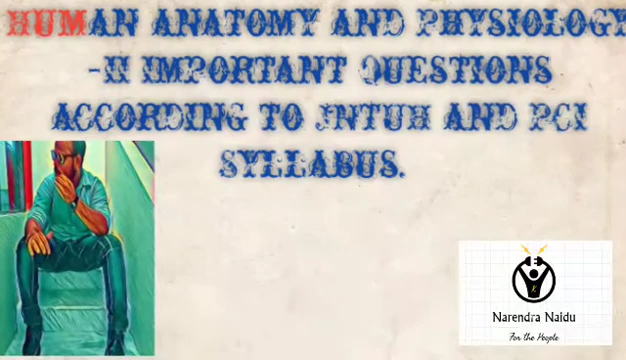 HUMAN ANATOMY AND PHYSIOLOGY
-II IMPORTANT QUESTIONS
ACCORDING TO JNTUH AND PCI
SYLLABUS.
Narendra Naidu
For the People